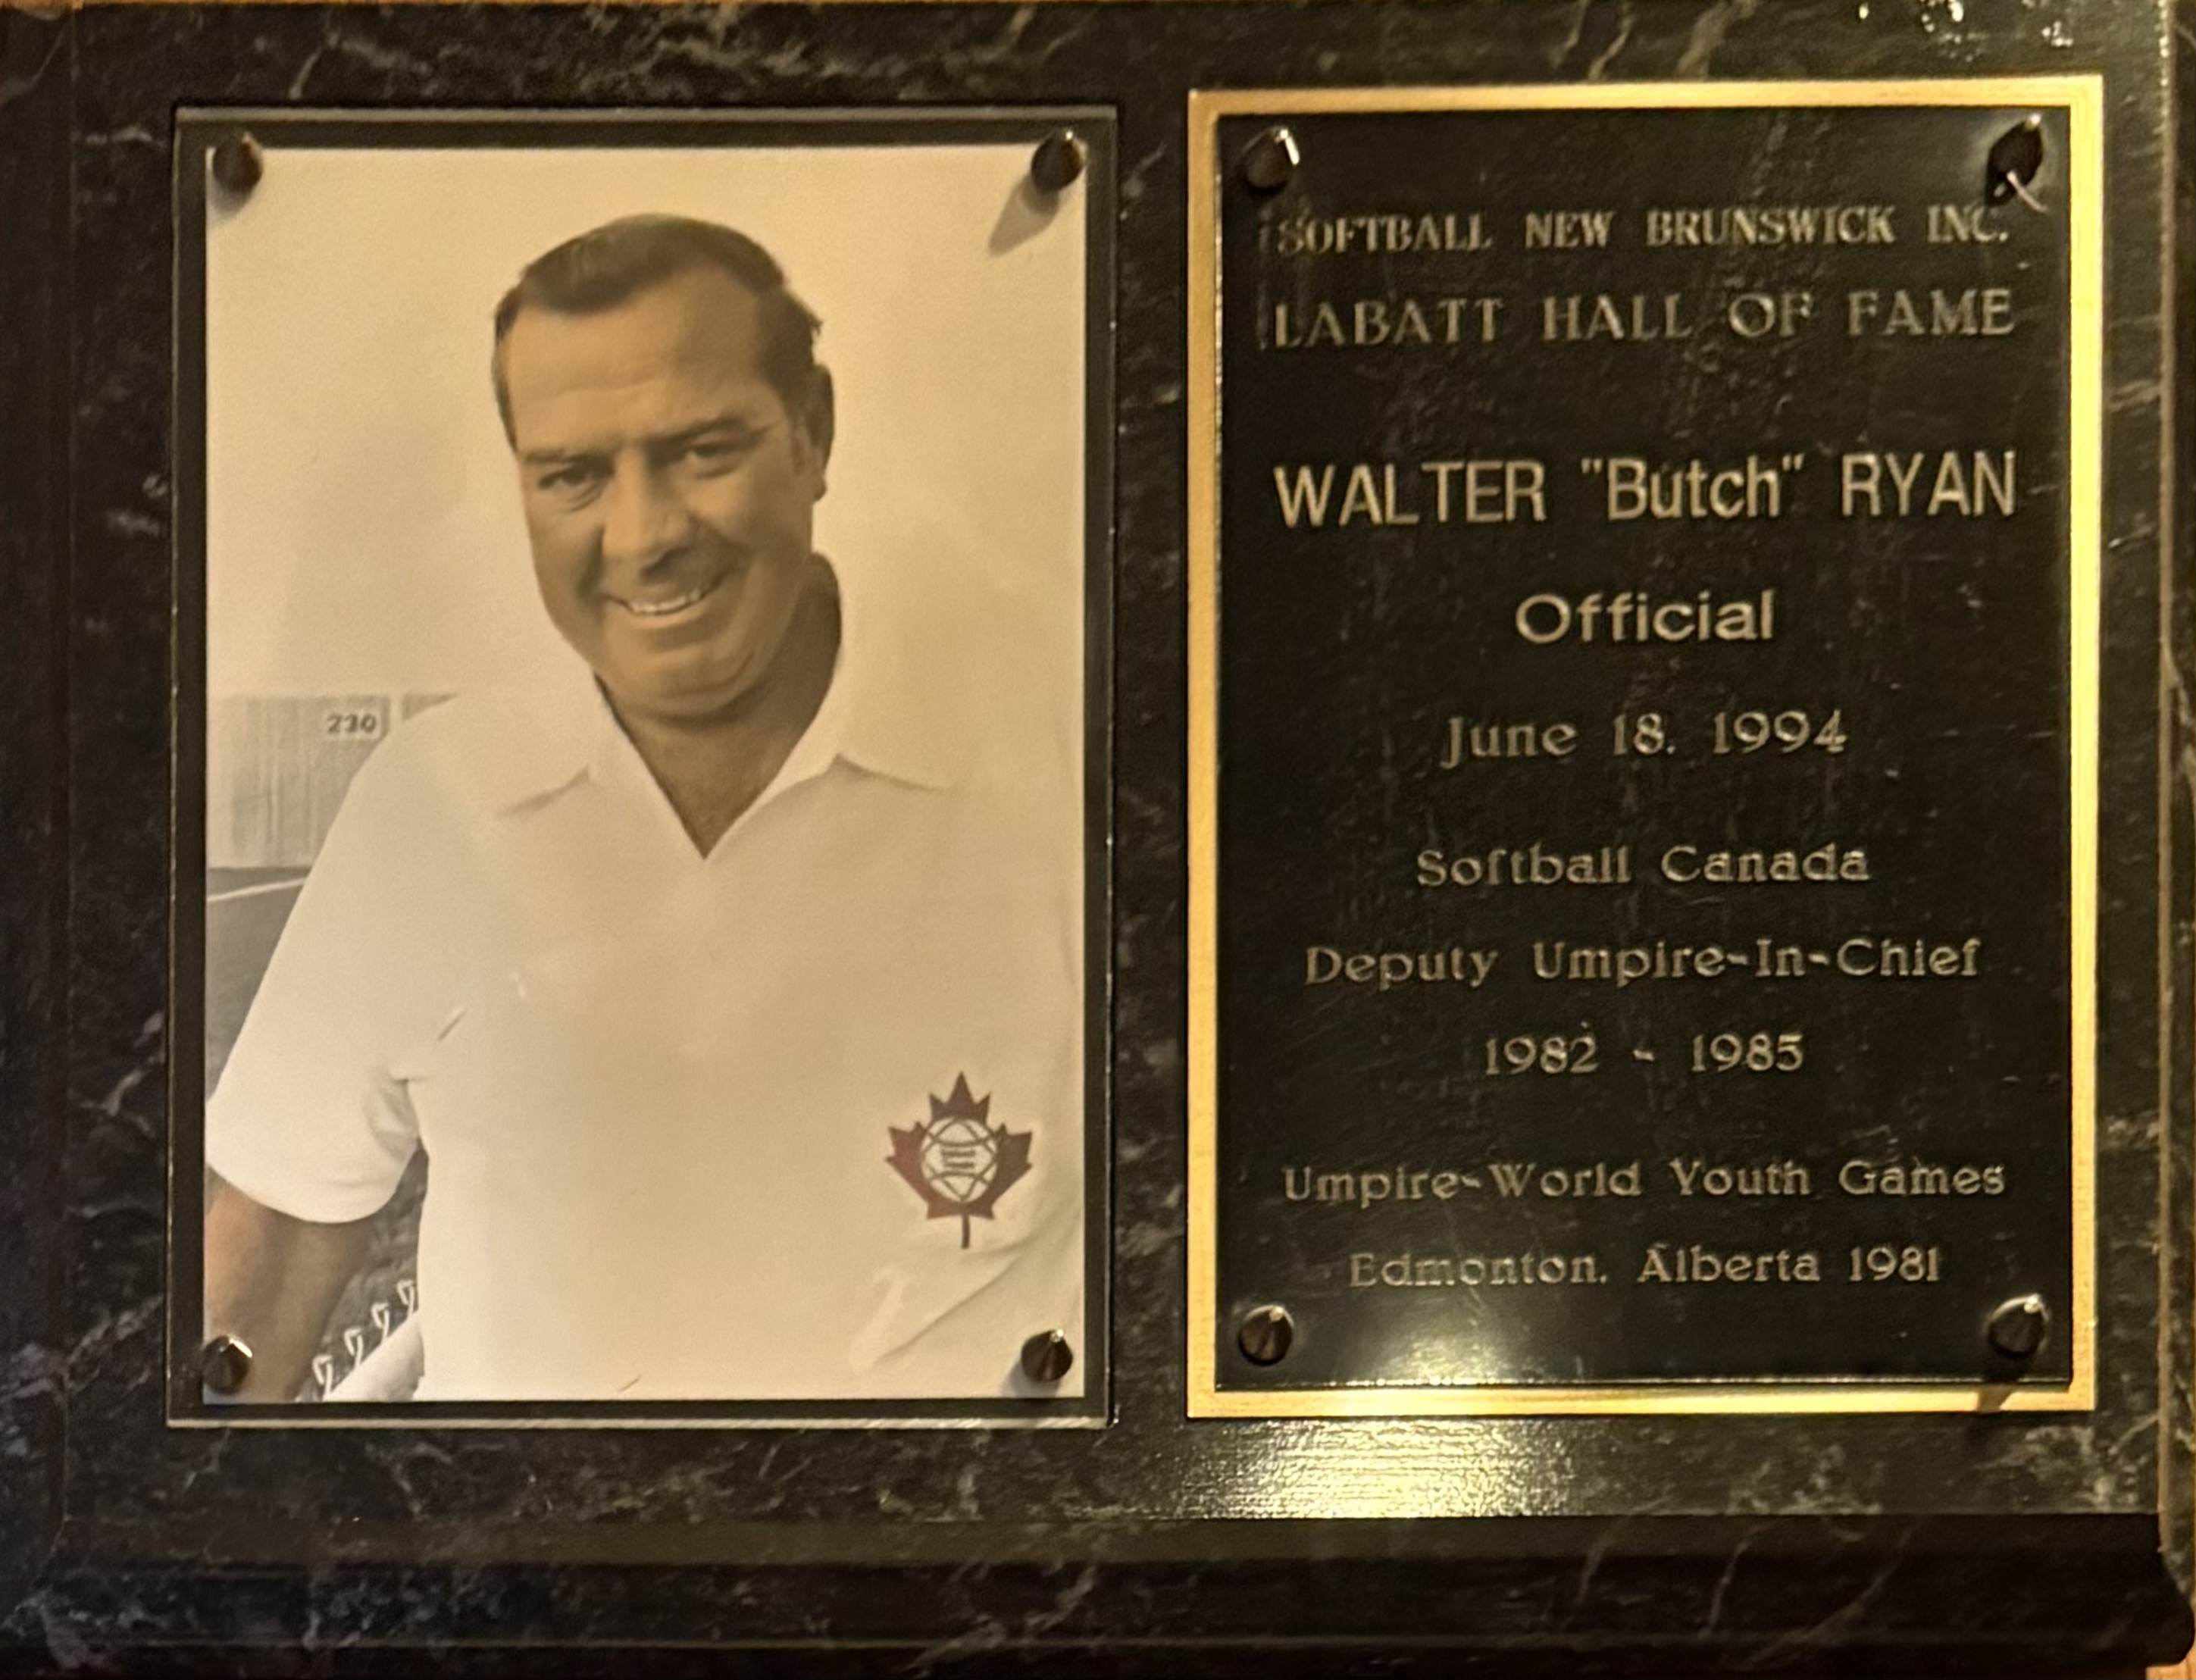 230
SOFTBALL NEW BRUNSWICK INC.
LABATT HALL OF FAME
WALTER "Butch" RYAN
Official
June 18. 1994
Softball Canada
Deputy Umpire-In-Chief
1982 - 1985
Umpire-World Youth Games
Edmonton. Alberta 1981